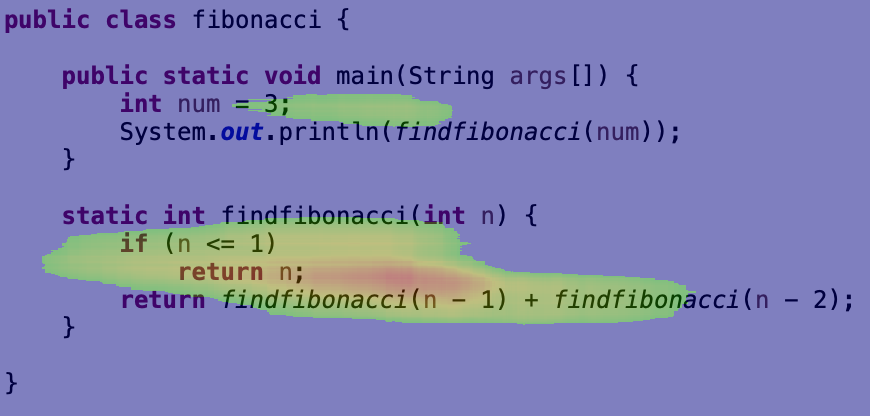 public class fibonacci {
public static void main(String args[]) {
int num = 3;
System.out.println(findfibonacci(num));
}
static int findfibonacci(int n) {
if (n <= 1)
return n;
return findfibonacci(n - 1) + findfibonacci(n - 2);
}
}